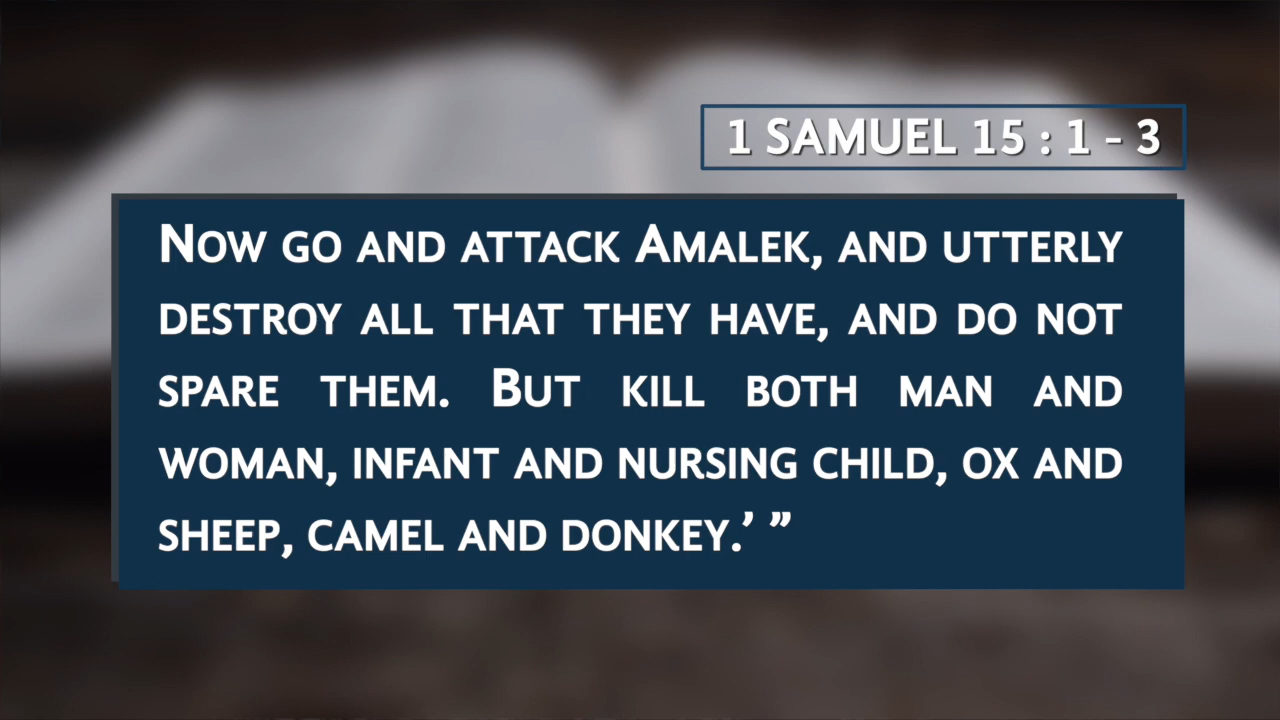 1 SAMUEL 15 : 1 - 3
NOW GO AND ATTACK AMALEK, AND UTTERLY
DESTROY ALL THAT THEY HAVE, AND DO NOT
SPARE THEM. BUT KILL BOTH MAN AND
WOMAN, INFANT AND NURSING CHILD, OX AND
SHEEP, CAMEL AND DONKEY.’ ”